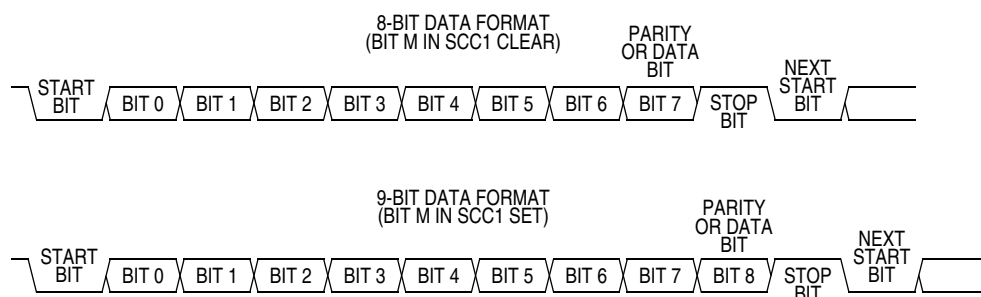 8-BIT DATA FORMAT
(BIT M IN SCC1 CLEAR)
PARITY
OR DATA
BIT
START
BIT
BIT 0
BIT 1
BIT 2
BIT 3
BIT 4
BIT 5
BIT 6
BIT 7
STOP
BIT
NEXT
START
BIT
9-BIT DATA FORMAT
(BIT M IN SCC1 SET)
PARITY
OR DATA
BIT
START
BIT
BIT 0
BIT 1
BIT 2
BIT 3
BIT 4
BIT 5
BIT 6
BIT 7
BIT 8
STOP
BIT
NEXT
START
BIT